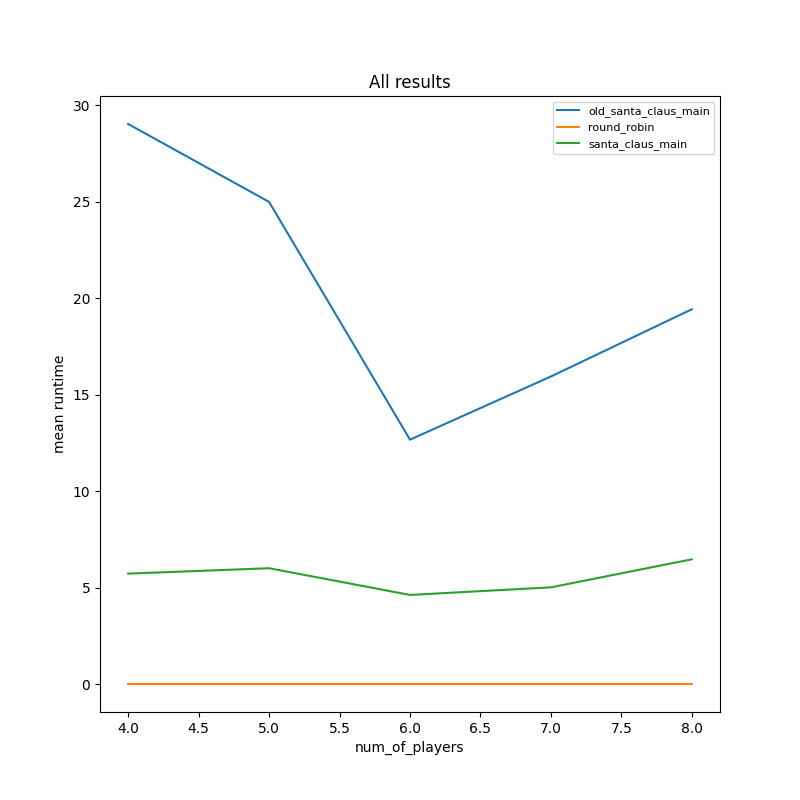 All results
old_santa_claus_main
round_robin
santa_claus_main
30
25
20
15
10
5
0
mean runtime
4.0 4.5 5.0 5.5 6.0 6.5 7.0 7.5 8.0
num_of_players